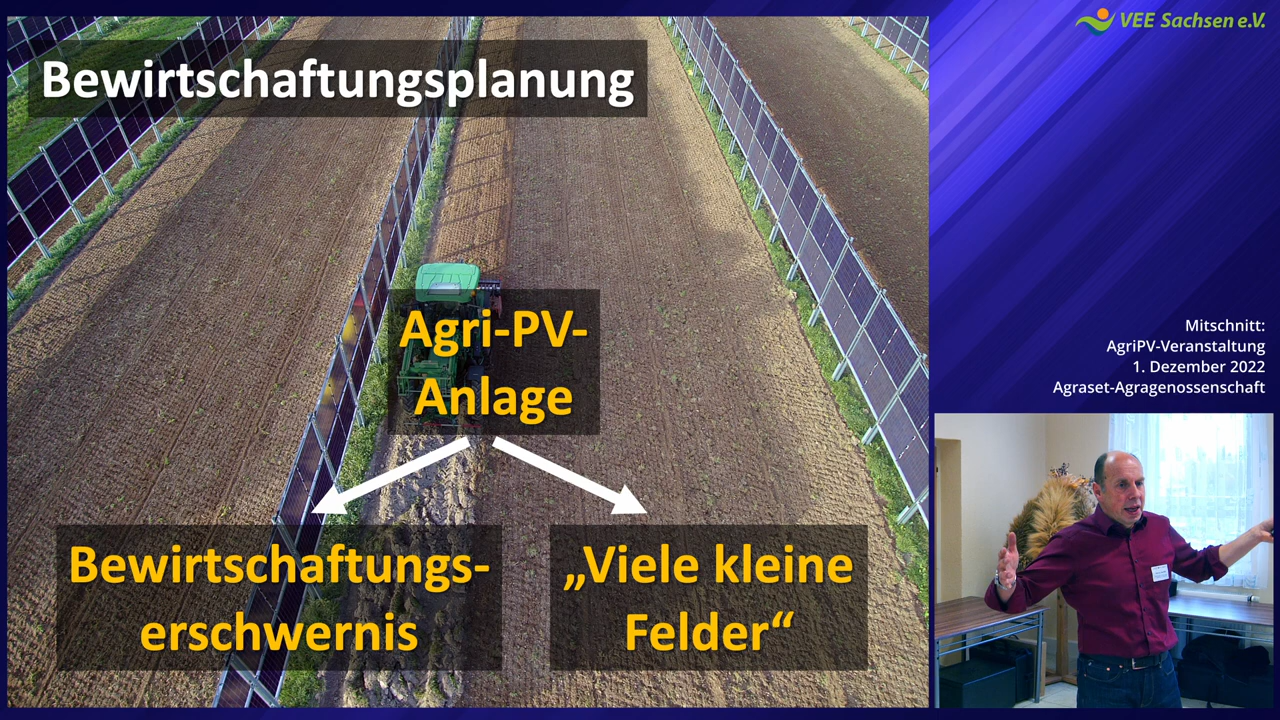 Bewirtschaftungsplanung
Agri-PV-
Anlage
Bewirtschaftungs-
erschwernis
„Viele kleine
Felder“
VEE Sachsen e.V.
Mitschnitt:
AgriPV-Veranstaltung
1. Dezember 2022
Agraset-Agragenossenschaft